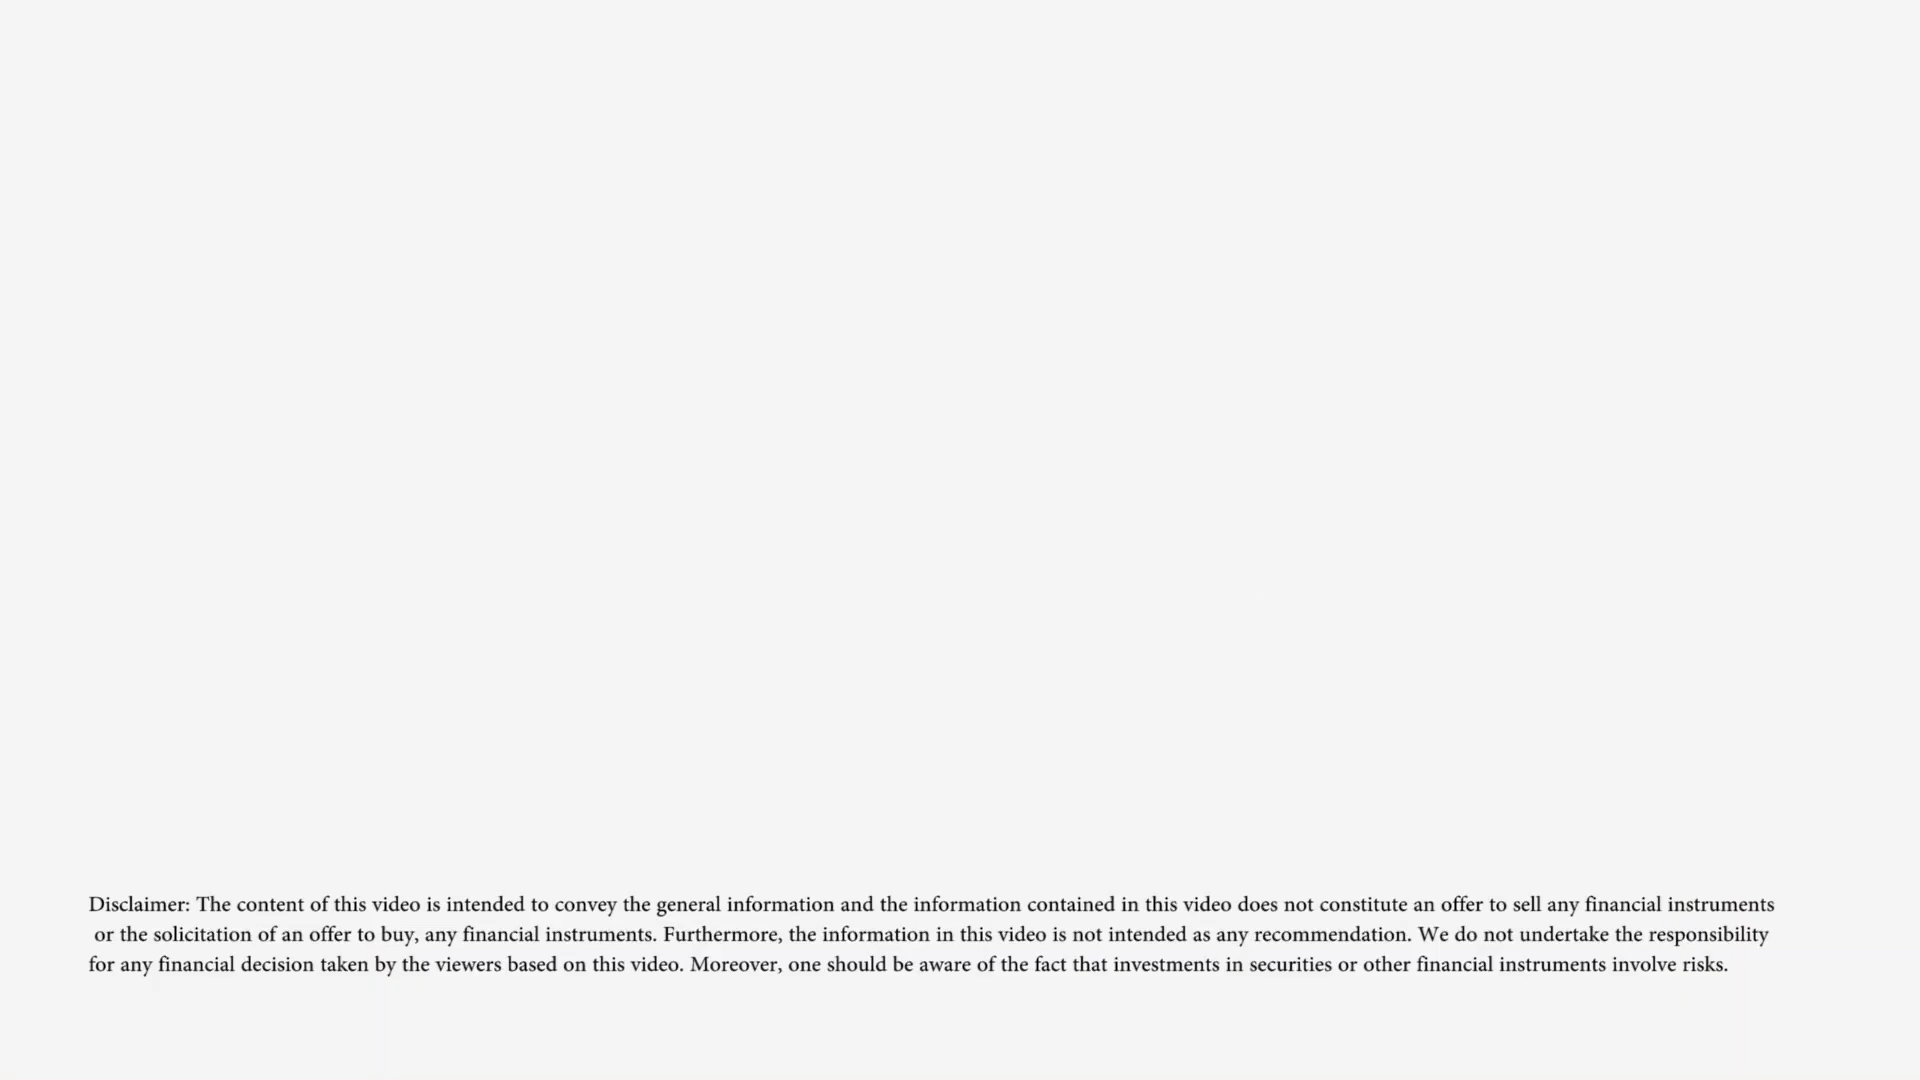 Disclaimer: The content of this video is intended to convey the general information and the information contained in this video does not constitute an offer to sell any financial instruments
or the solicitation of an offer to buy, any financial instruments. Furthermore, the information in this video is not intended as any recommendation. We do not undertake the responsibility
for any financial decision taken by the viewers based on this video. Moreover, one should be aware of the fact that investments in securities or other financial instruments involve risks.